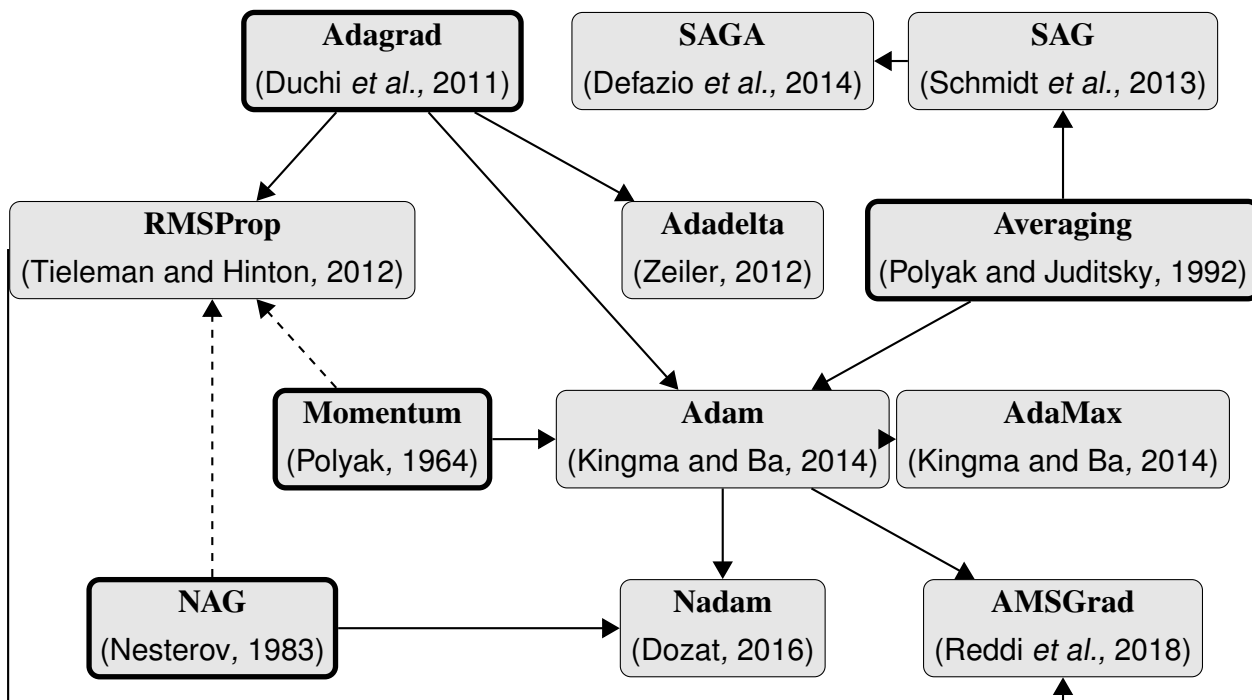 Adagrad
(Duchi et al., 2011)
SAGA
(Defazio et al., 2014)
SAG
(Schmidt et al., 2013)
RMSProp
(Tieleman and Hinton, 2012)
Adadelta
(Zeiler, 2012)
Averaging
(Polyak and Juditsky, 1992)
Momentum
(Polyak, 1964)
Adam
(Kingma and Ba, 2014)
AdaMax
(Kingma and Ba, 2014)
NAG
(Nesterov, 1983)
Nadam
(Dozat, 2016)
AMSGrad
(Reddi et al., 2018)